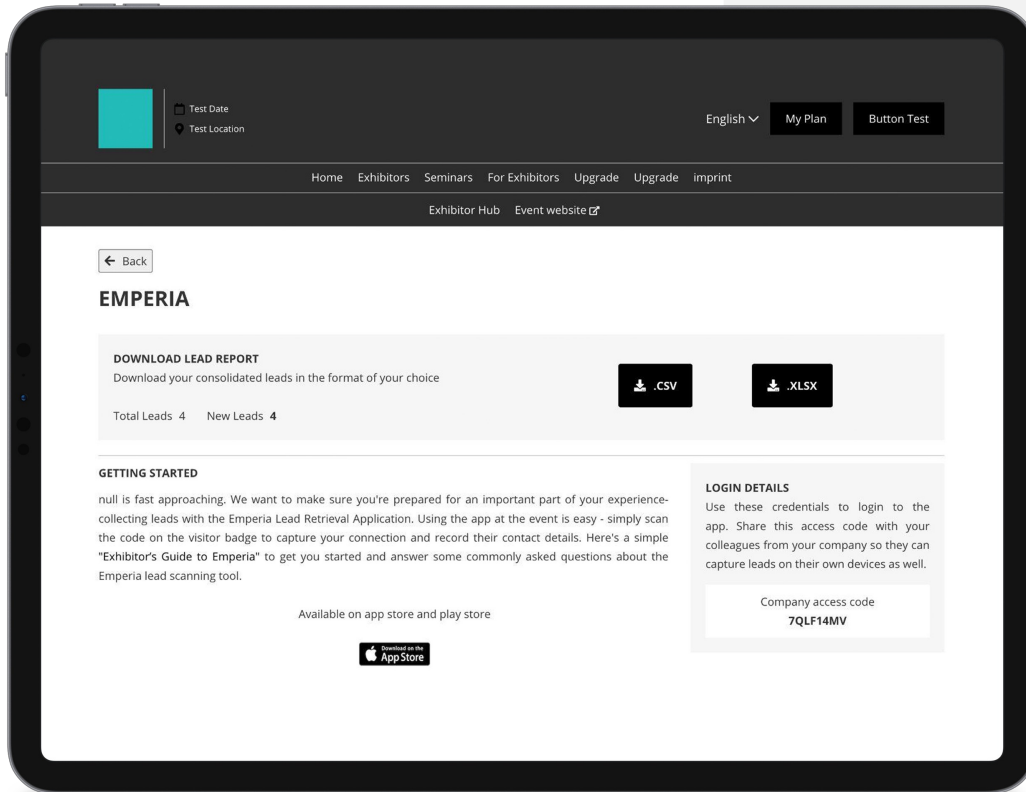 Test Date
Test Location
English
My Plan
Button Test
Home Exhibitors Seminars For Exhibitors Upgrade Upgrade imprint
Exhibitor Hub Event website
Back
EMPERIA
DOWNLOAD LEAD REPORT
Download your consolidated leads in the format of your choice
Total Leads 4 New Leads 4
.CSV
.XLSX
GETTING STARTED
null is fast approaching. We want to make sure you're prepared for an important part of your experience-
collecting leads with the Emperia Lead Retrieval Application. Using the app at the event is easy - simply scan
the code on the visitor badge to capture your connection and record their contact details. Here's a simple
"Exhibitor's Guide to Emperia" to get you started and answer some commonly asked questions about the
Emperia lead scanning tool.
Available on app store and play store
Download on the
App Store
LOGIN DETAILS
Use these credentials to login to the
app. Share this access code with your
colleagues from your company so they can
capture leads on their own devices as well.
Company access code
7QLF14MV